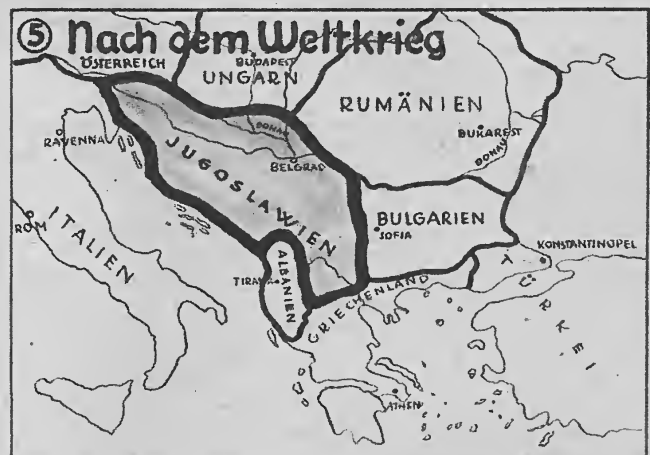 ⑤ Nach dem Weltkrieg
ÖSTERREICH
BUDAPEST
UNGARN
RUMÄNIEN
BUKAREST
DONAU
RAVENNA
DONAU
BELGRAD
JUGOSLAWIEN
BULGARIEN
SOFIA
ROM
ITALIEN
KONSTANTINOPEL
TÜRKEI
TIRANA
ALBANIEN
GRIECHENLAND
ATHEN